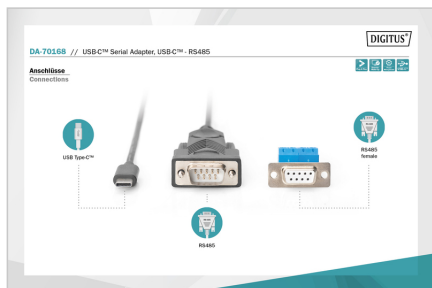 DIGITUS®
DA-70168 // USB-C™ Serial Adapter, USB-C™ - RS485
Anschlüsse
Connections
USB Type-C™
RS485
female
RS485